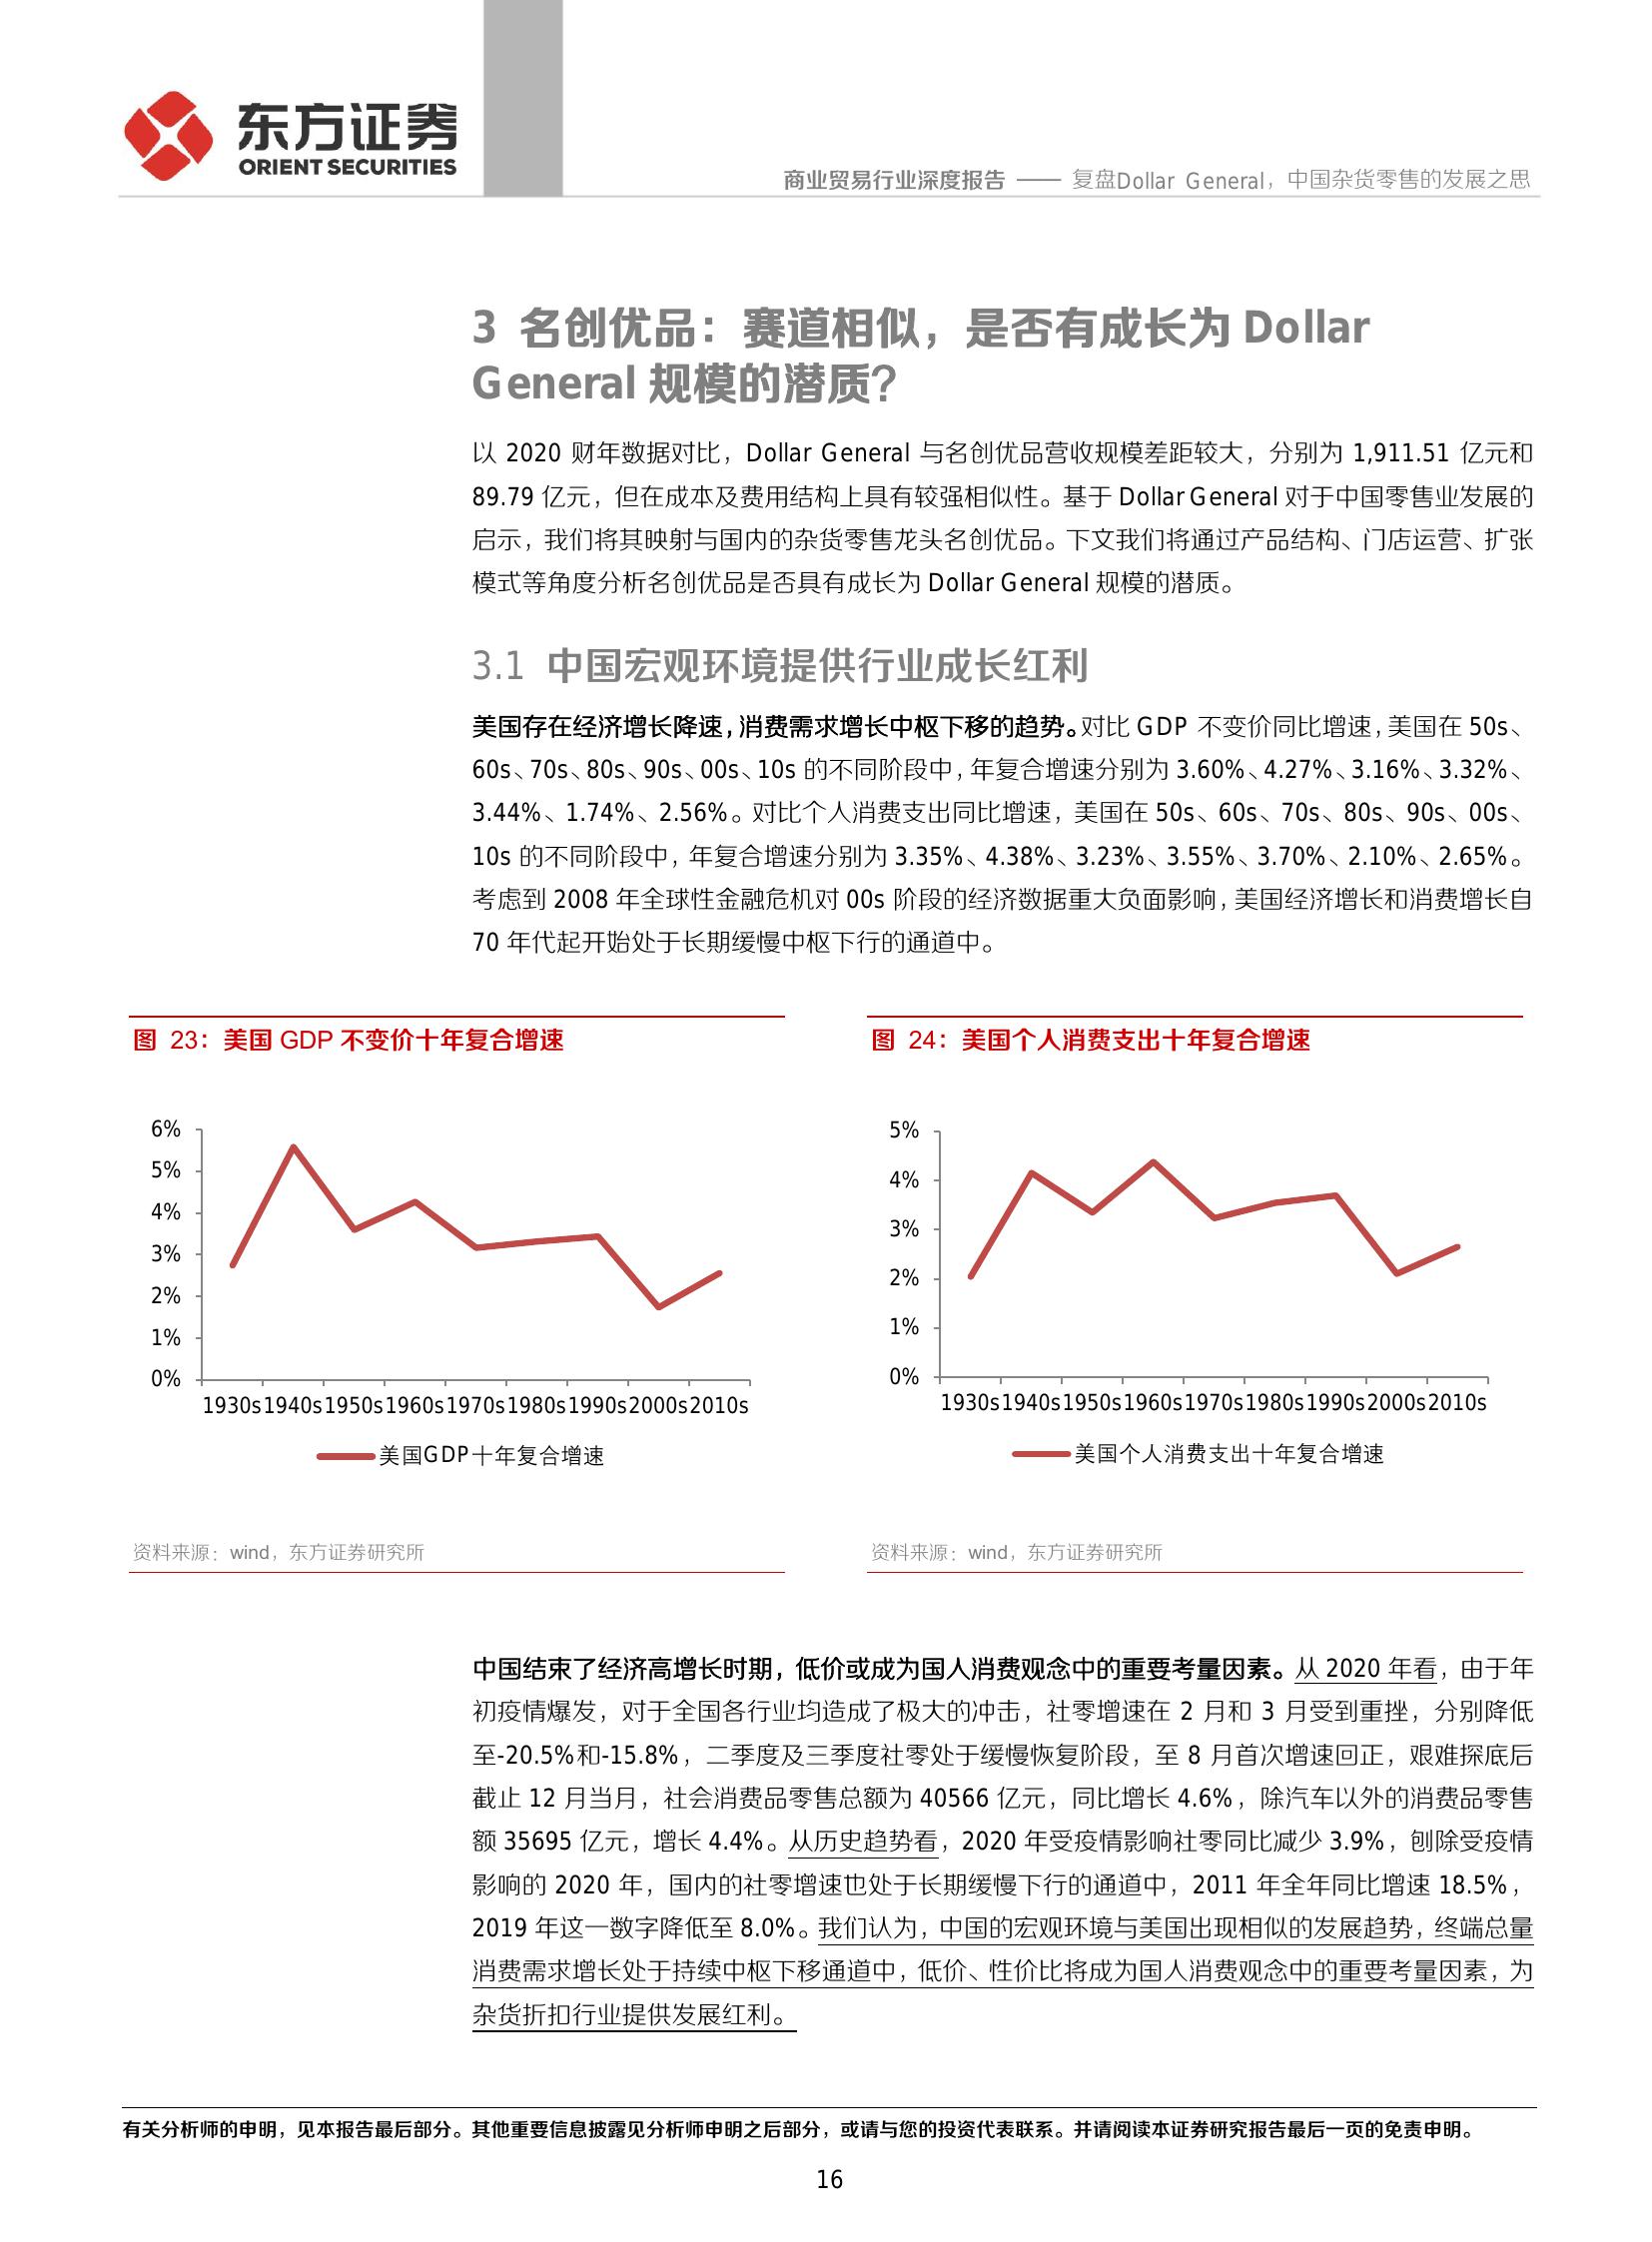 东方证券
ORIENT SECURITIES
商业贸易行业深度报告 —— 复盘Dollar General，中国杂货零售的发展之思
3 名创优品：赛道相似，是否有成长为 Dollar
General 规模的潜质？
以 2020 财年数据对比，Dollar General 与名创优品营收规模差距较大，分别为 1,911.51 亿元和
89.79 亿元，但在成本及费用结构上具有较强相似性。基于 Dollar General 对于中国零售业发展的
启示，我们将其映射与国内的杂货零售龙头名创优品。下文我们将通过产品结构、门店运营、扩张
模式等角度分析名创优品是否具有成长为 Dollar General 规模的潜质。
3.1 中国宏观环境提供行业成长红利
美国存在经济增长降速，消费需求增长中枢下移的趋势。对比 GDP 不变价同比增速，美国在 50s、
60s、70s、80s、90s、00s、10s 的不同阶段中，年复合增速分别为 3.60%、4.27%、3.16%、3.32%、
3.44%、1.74%、2.56%。对比个人消费支出同比增速，美国在 50s、60s、70s、80s、90s、00s、
10s 的不同阶段中，年复合增速分别为 3.35%、4.38%、3.23%、3.55%、3.70%、2.10%、2.65%。
考虑到 2008 年全球性金融危机对 00s 阶段的经济数据重大负面影响，美国经济增长和消费增长自
70 年代起开始处于长期缓慢中枢下行的通道中。
图 23：美国 GDP 不变价十年复合增速
6%
5%
4%
3%
2%
1%
0%
1930s 1940s 1950s 1960s 1970s 1980s 1990s 2000s 2010s
美国GDP十年复合增速
资料来源：wind，东方证券研究所
图 24：美国个人消费支出十年复合增速
5%
4%
3%
2%
1%
0%
1930s 1940s 1950s 1960s 1970s 1980s 1990s 2000s 2010s
美国个人消费支出十年复合增速
资料来源：wind，东方证券研究所
中国结束了经济高增长时期，低价或成为国人消费观念中的重要考量因素。从 2020 年看，由于年
初疫情爆发，对于全国各行业均造成了极大的冲击，社零增速在 2 月和 3 月受到重挫，分别降低
至-20.5%和-15.8%，二季度及三季度社零处于缓慢恢复阶段，至 8 月首次增速回正，艰难探底后
截止 12 月当月，社会消费品零售总额为 40566 亿元，同比增长 4.6%，除汽车以外的消费品零售
额 35695 亿元，增长 4.4%。从历史趋势看，2020 年受疫情影响社零同比减少 3.9%，刨除受疫情
影响的 2020 年，国内的社零增速也处于长期缓慢下行的通道中，2011 年全年同比增速 18.5%，
2019 年这一数字降低至 8.0%。我们认为，中国的宏观环境与美国出现相似的发展趋势，终端总量
消费需求增长处于持续中枢下移通道中，低价、性价比将成为国人消费观念中的重要考量因素，为
杂货折扣行业提供发展红利。
有关分析师的申明，见本报告最后部分。其他重要信息披露见分析师申明之后部分，或请与您的投资代表联系。并请阅读本证券研究报告最后一页的免责申明。
16